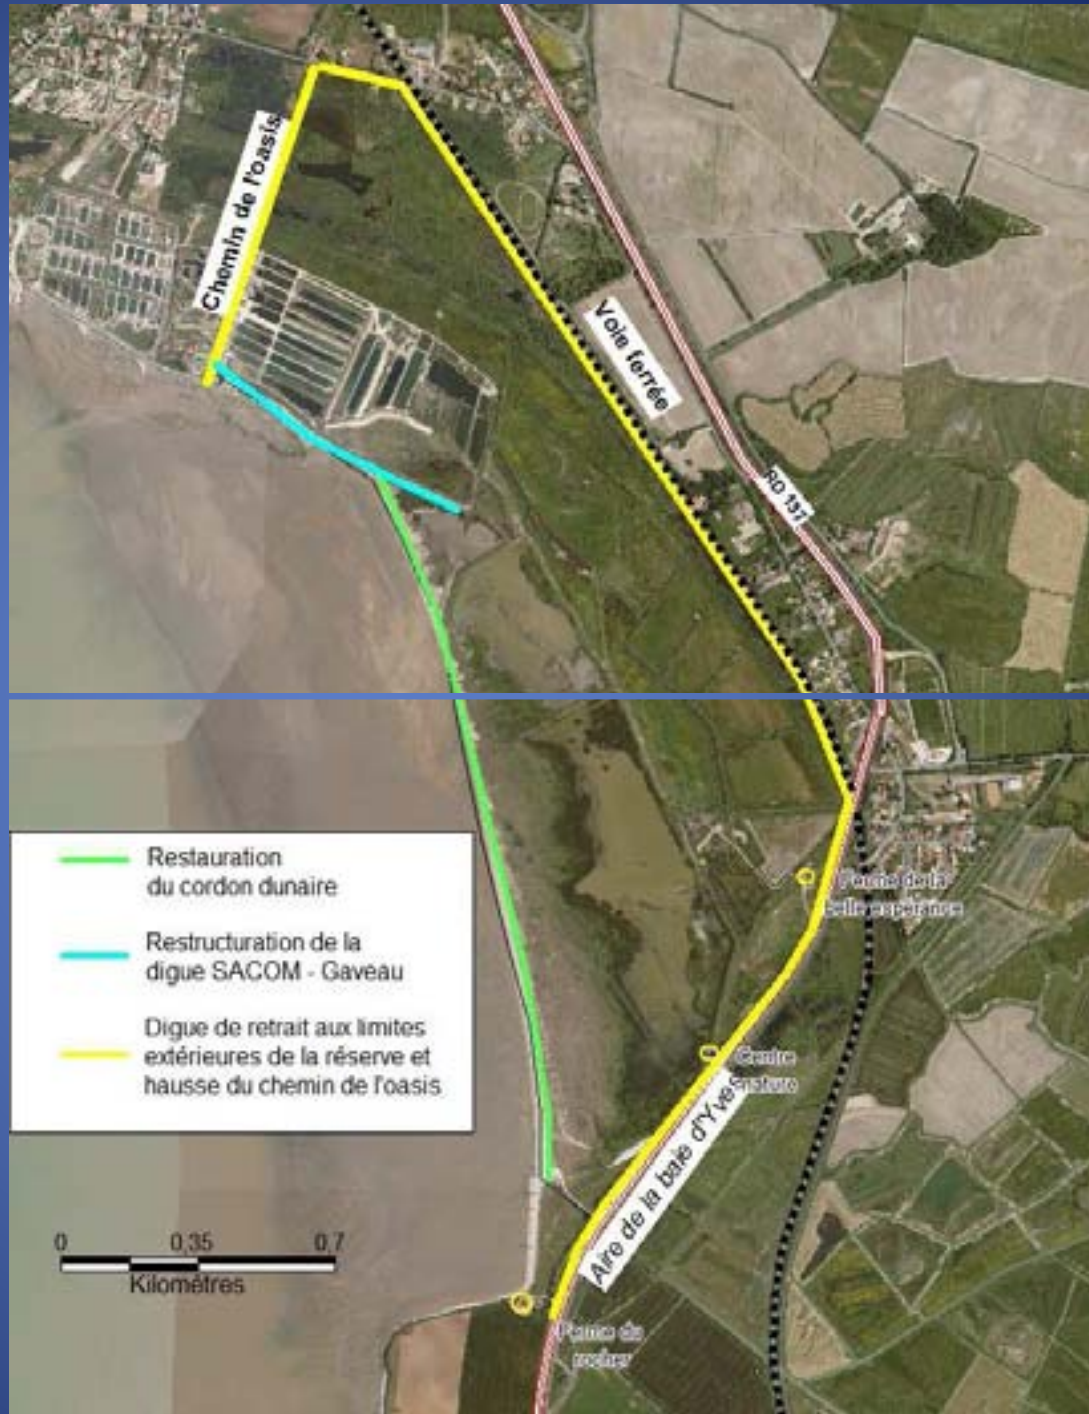 Chemin de l'oasis
Voie ferrée
RD 137
Restauration
du cordon dunaire
Restructuration de la
digue SACOM - Gaveau
Digue de retrait aux limites
extérieures de la réserve et
hausse du chemin de l'oasis
Ferme de la
belle espérance
Centre
nature
Aire de la baie d'Yves
0 0,35 0,7
Kilomètres
Ferme du
rocher